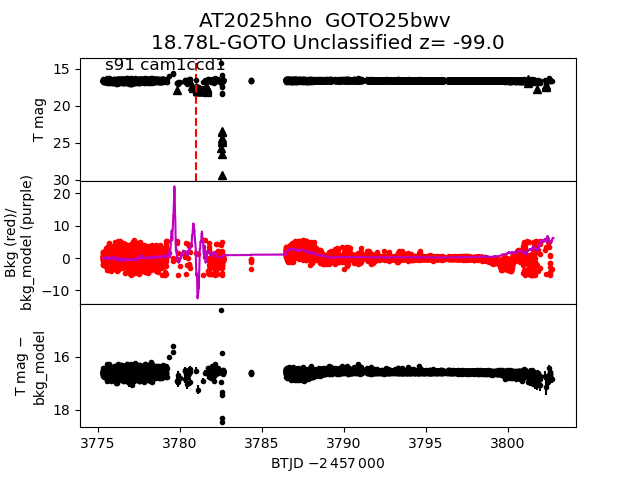 AT2025hno  GOTO25bwv
18.78L-GOTO Unclassified z= -99.0
s91 cam1ccd1
15
20
25
30
T mag
20
10
0
−10
Bkg (red)/
bkg_model (purple)
16
18
T mag −
bkg_model
3775 3780 3785 3790 3795 3800
BTJD −2 457 000